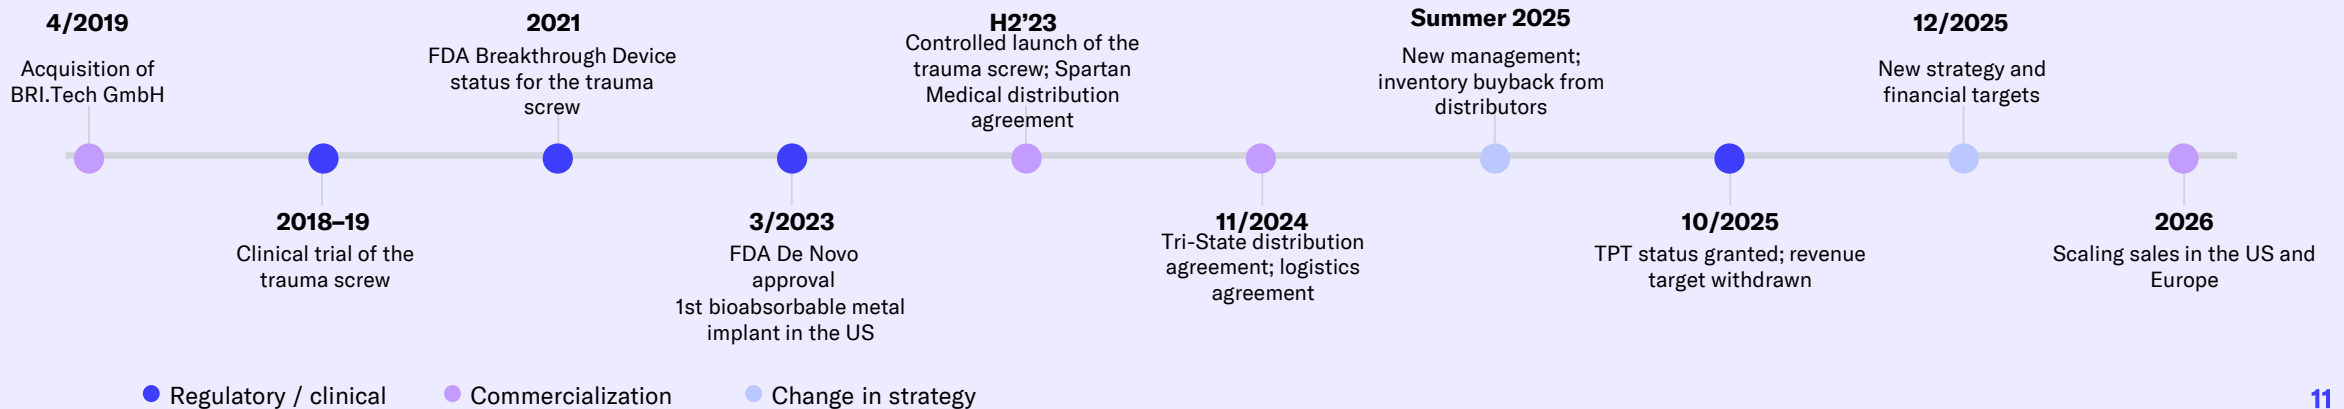 4/2019
Acquisition of
BRI.Tech GmbH
2018–19
Clinical trial of the
trauma screw
2021
FDA Breakthrough Device
status for the trauma
screw
3/2023
FDA De Novo
approval
1st bioabsorbable metal
implant in the US
H2’23
Controlled launch of the
trauma screw; Spartan
Medical distribution
agreement
11/2024
Tri-State distribution
agreement; logistics
agreement
Summer 2025
New management;
inventory buyback from
distributors
10/2025
TPT status granted; revenue
target withdrawn
12/2025
New strategy and
financial targets
2026
Scaling sales in the US and
Europe
Regulatory / clinical
Commercialization
Change in strategy
11